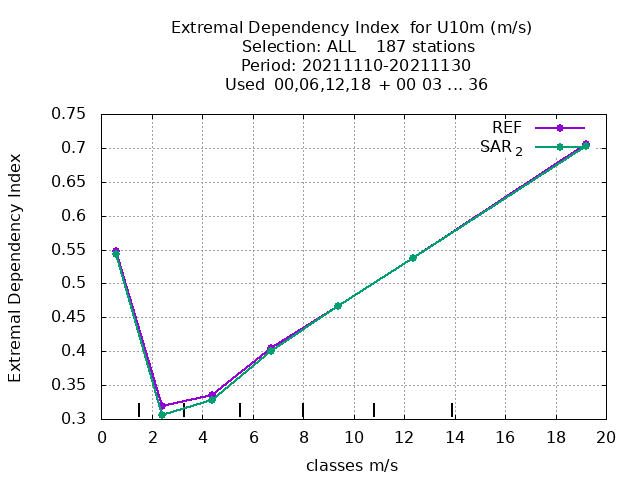 Extremal Dependency Index  for U10m (m/s)
Selection: ALL    187 stations
Period: 20211110-20211130
Used  00,06,12,18  + 00 03 ... 36
REF
SAR 2
Extremal Dependency Index
0.75
0.7
0.65
0.6
0.55
0.5
0.45
0.4
0.35
0.3
0 2 4 6 8 10 12 14 16 18 20
classes m/s